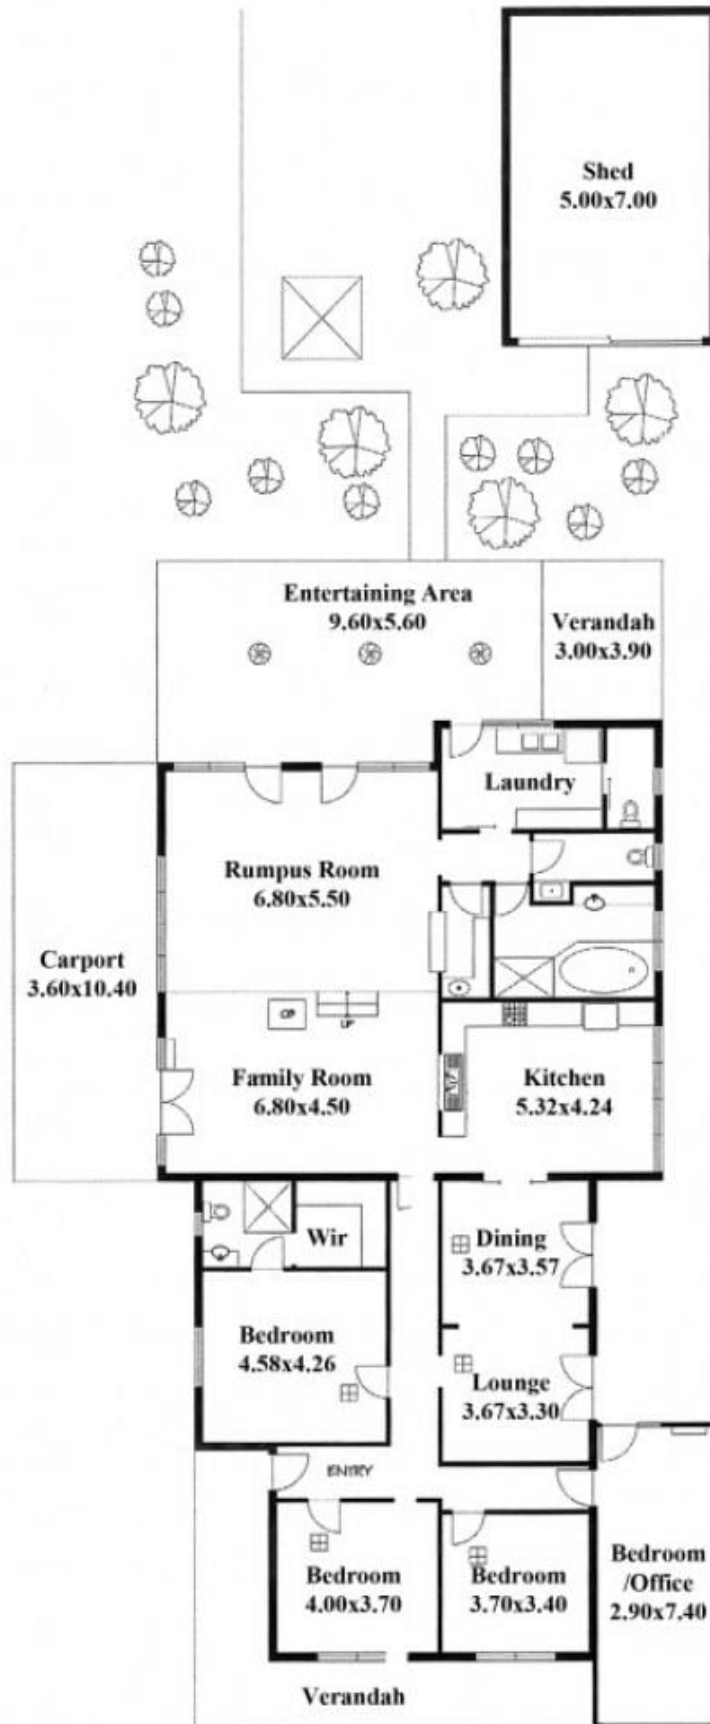 Shed
5.00x7.00
Entertaining Area
9.60x5.60
Verandah
3.00x3.90
Laundry
Rumpus Room
6.80x5.50
Carport
3.60x10.40
UP
Family Room
6.80x4.50
Kitchen
5.32x4.24
Wir
Dining
3.67x3.57
Bedroom
4.58x4.26
Lounge
3.67x3.30
ENTRY
Bedroom
4.00x3.70
Bedroom
3.70x3.40
Bedroom
/Office
2.90x7.40
Verandah